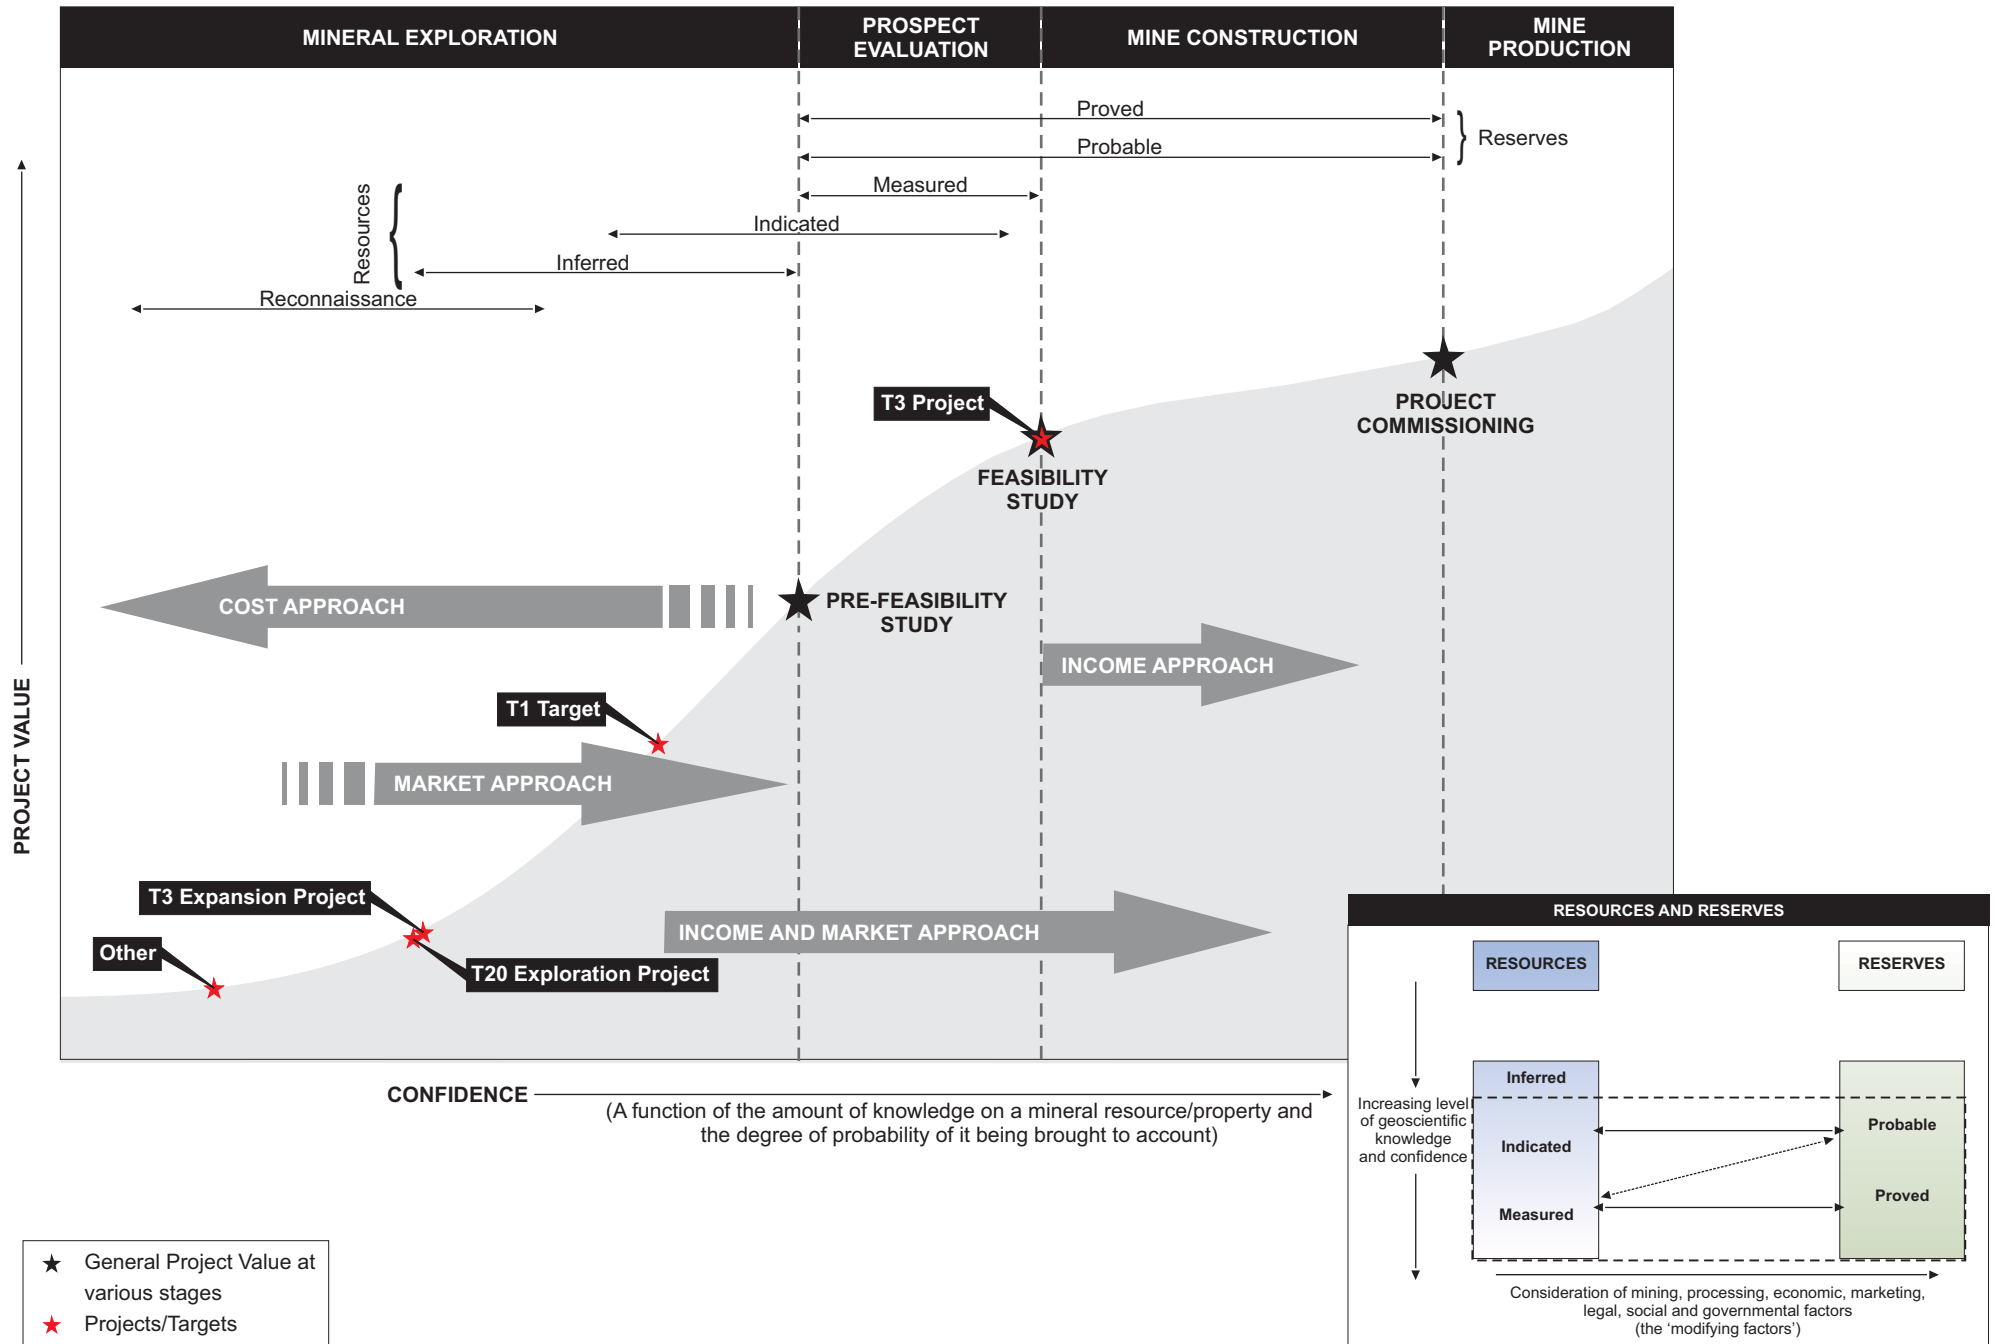 MINERAL EXPLORATION
PROSPECT
EVALUATION
MINE CONSTRUCTION
MINE
PRODUCTION
Proved
Probable
Reserves
Measured
Indicated
Inferred
Resources
Reconnaissance
T3 Project
PROJECT
COMMISSIONING
FEASIBILITY
STUDY
COST APPROACH
PRE-FEASIBILITY
STUDY
INCOME APPROACH
T1 Target
MARKET APPROACH
T3 Expansion Project
INCOME AND MARKET APPROACH
Other
T20 Exploration Project
PROJECT VALUE
CONFIDENCE
(A function of the amount of knowledge on a mineral resource/property and
the degree of probability of it being brought to account)
RESOURCES AND RESERVES
RESOURCES
RESERVES
Inferred
Increasing level
of geoscientific
knowledge
and confidence
Indicated
Measured
Probable
Proved
Consideration of mining, processing, economic, marketing,
legal, social and governmental factors
(the ‘modifying factors’)
General Project Value at
various stages
Projects/Targets